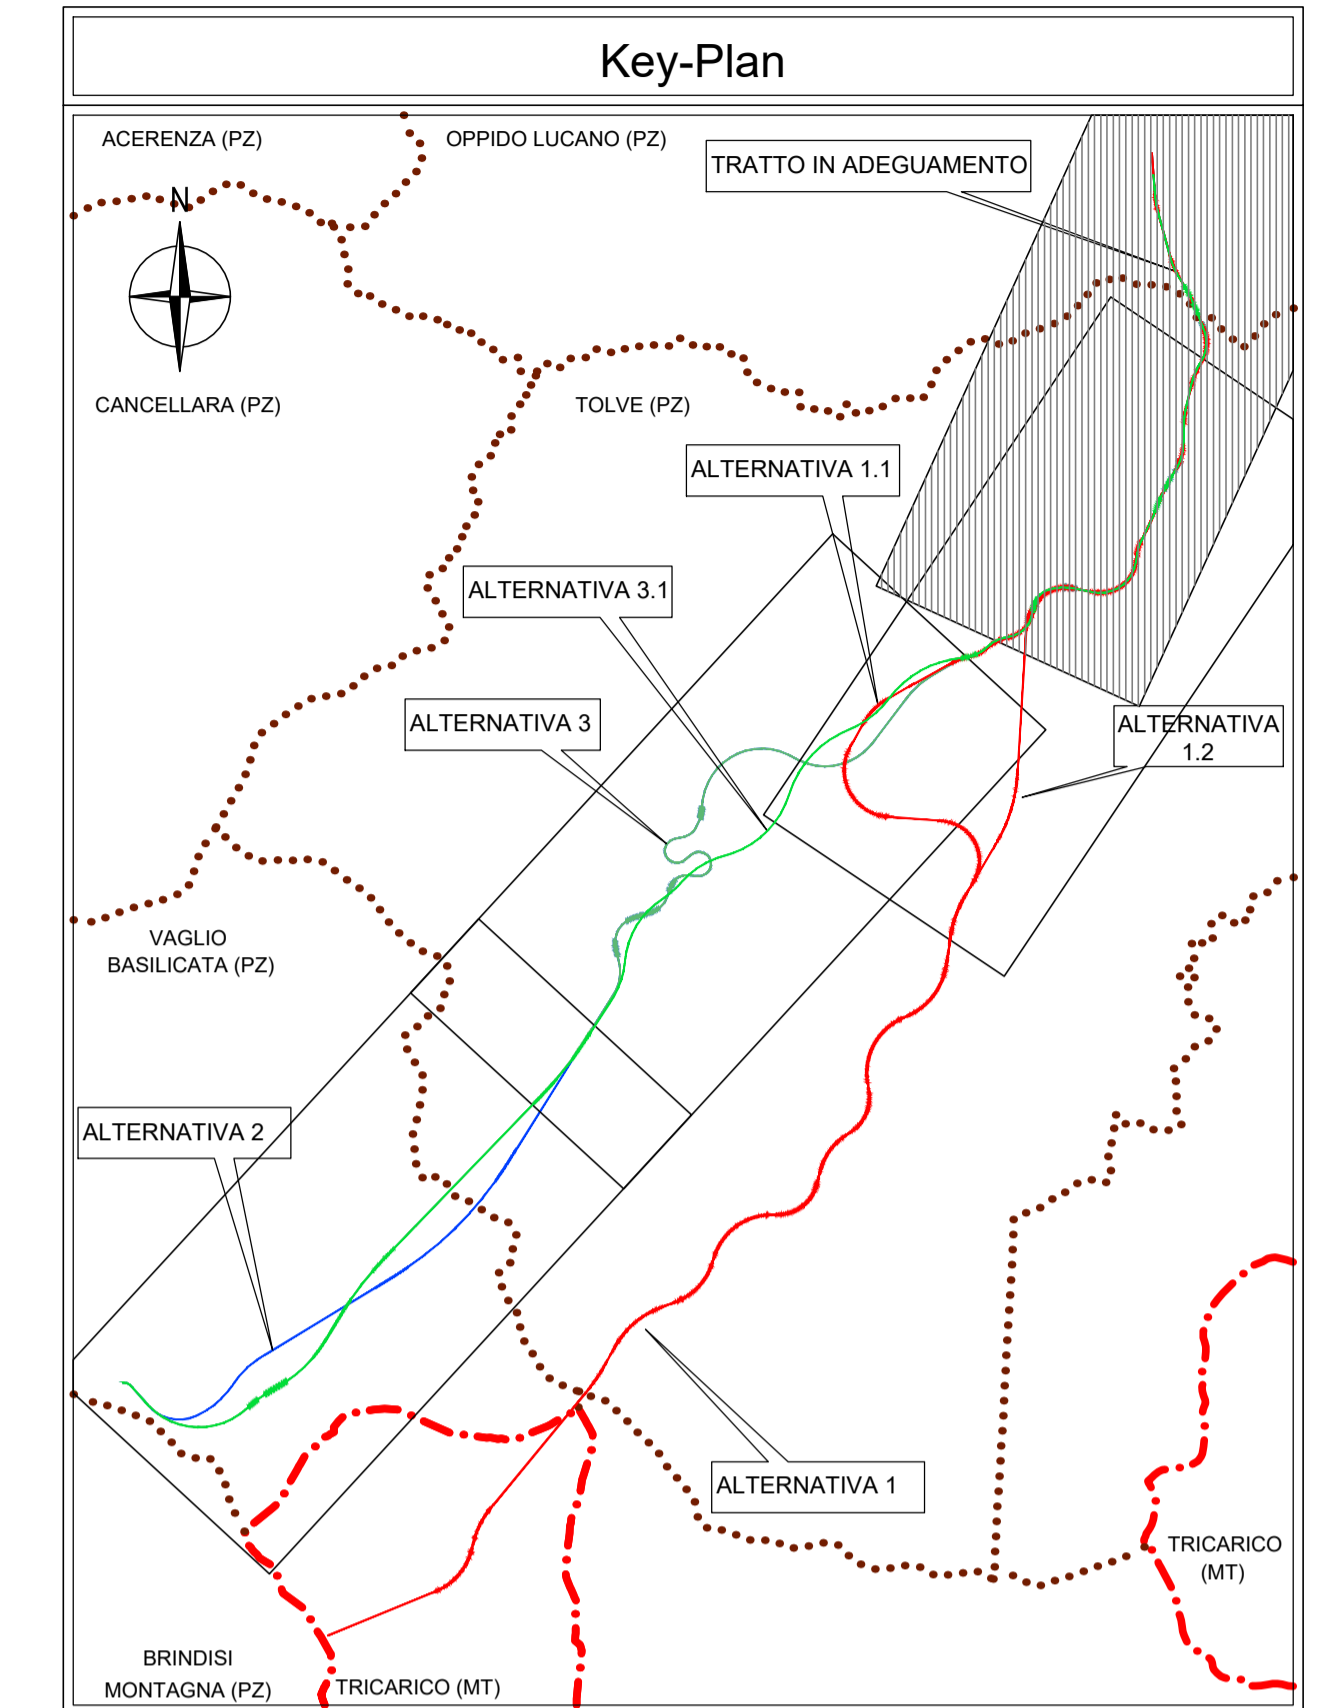 Key-Plan
ACERENZA (PZ)
OPPIDO LUCANO (PZ)
TRATTO IN ADEGUAMENTO
N
CANCELLARA (PZ)
TOLVE (PZ)
ALTERNATIVA 1.1
ALTERNATIVA 3.1
ALTERNATIVA 3
ALTERNATIVA
1.2
VAGLIO
BASILICATA (PZ)
ALTERNATIVA 2
ALTERNATIVA 1
TRICARICO
(MT)
BRINDISI
MONTAGNA (PZ)
TRICARICO (MT)